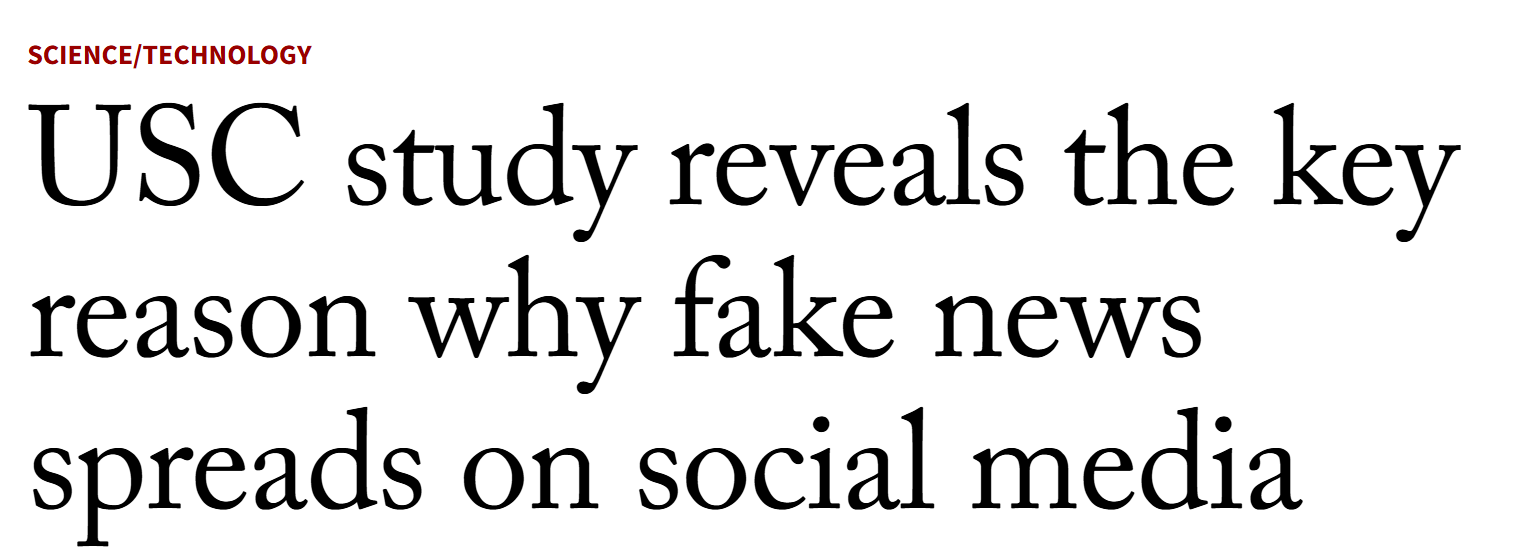 SCIENCE/TECHNOLOGY
USC study reveals the key
reason why fake news
spreads on social media